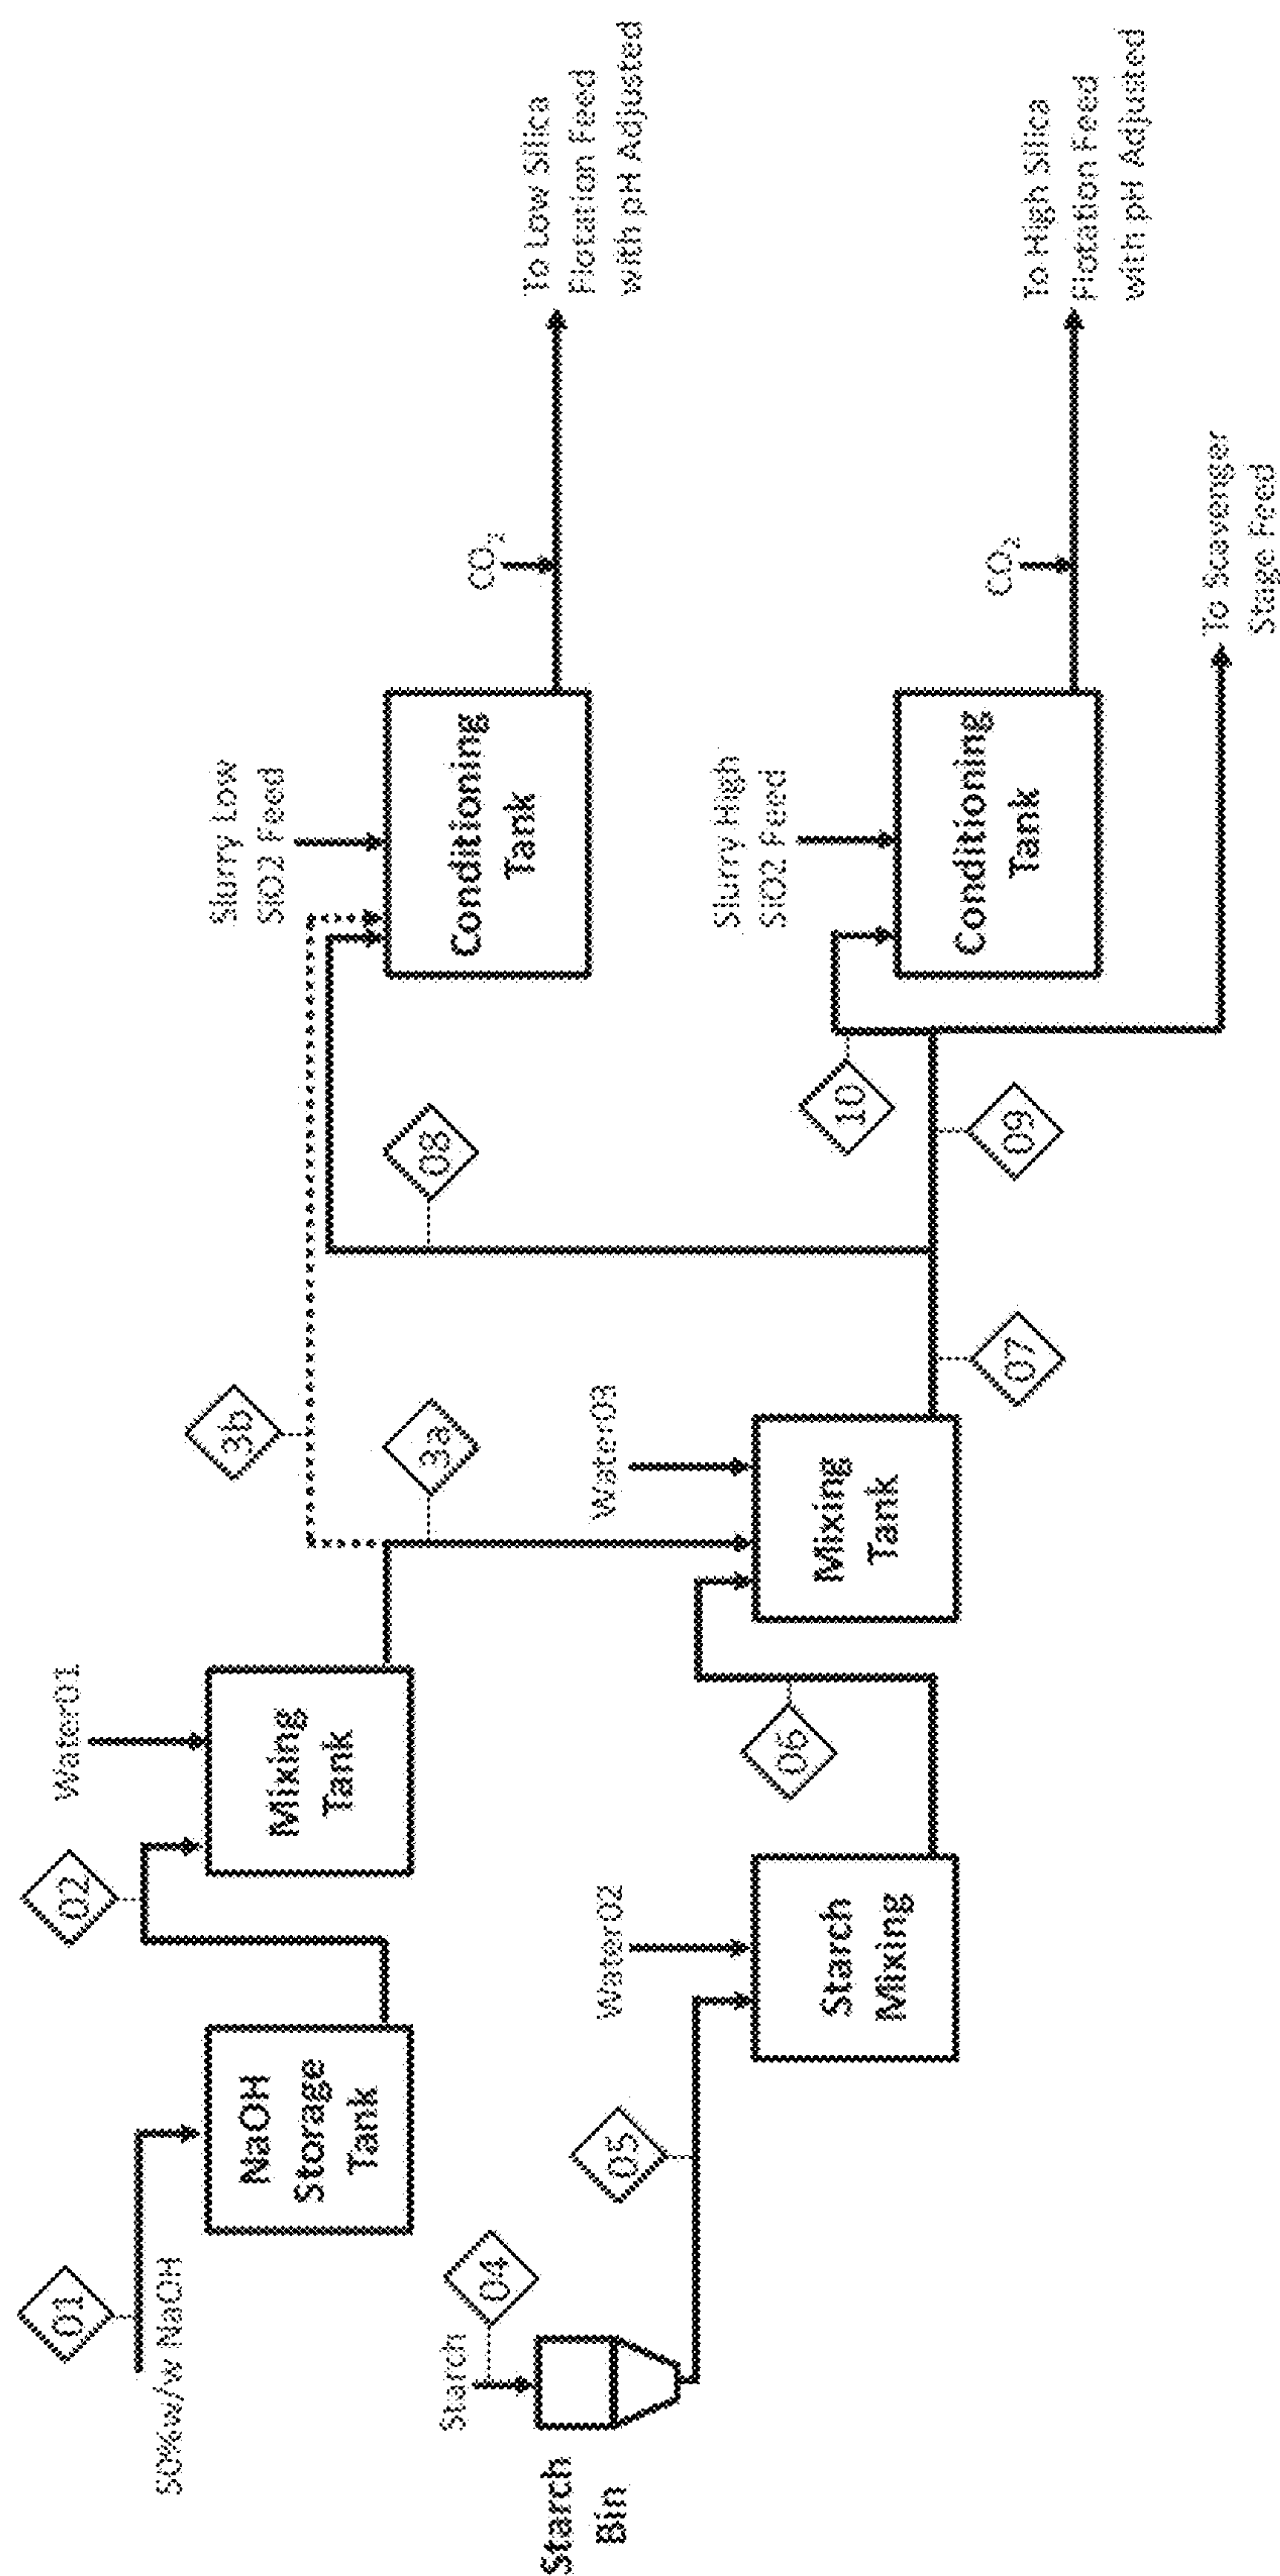 01
50%w/w NaOH
NaOH
Storage
Tank
02
Water01
Mixing
Tank
3b
3a
Starch
04
Starch
Bin
05
Water02
Starch
Mixing
06
Water03
Mixing
Tank
07
08
09
10
Slurry Low
SiO2 Feed
Conditioning
Tank
CO2
To Low Silica
Flotation Feed
with pH Adjusted
Slurry High
SiO2 Feed
Conditioning
Tank
CO2
To High Silica
Flotation Feed
with pH Adjusted
To Scavenger
Stage Feed